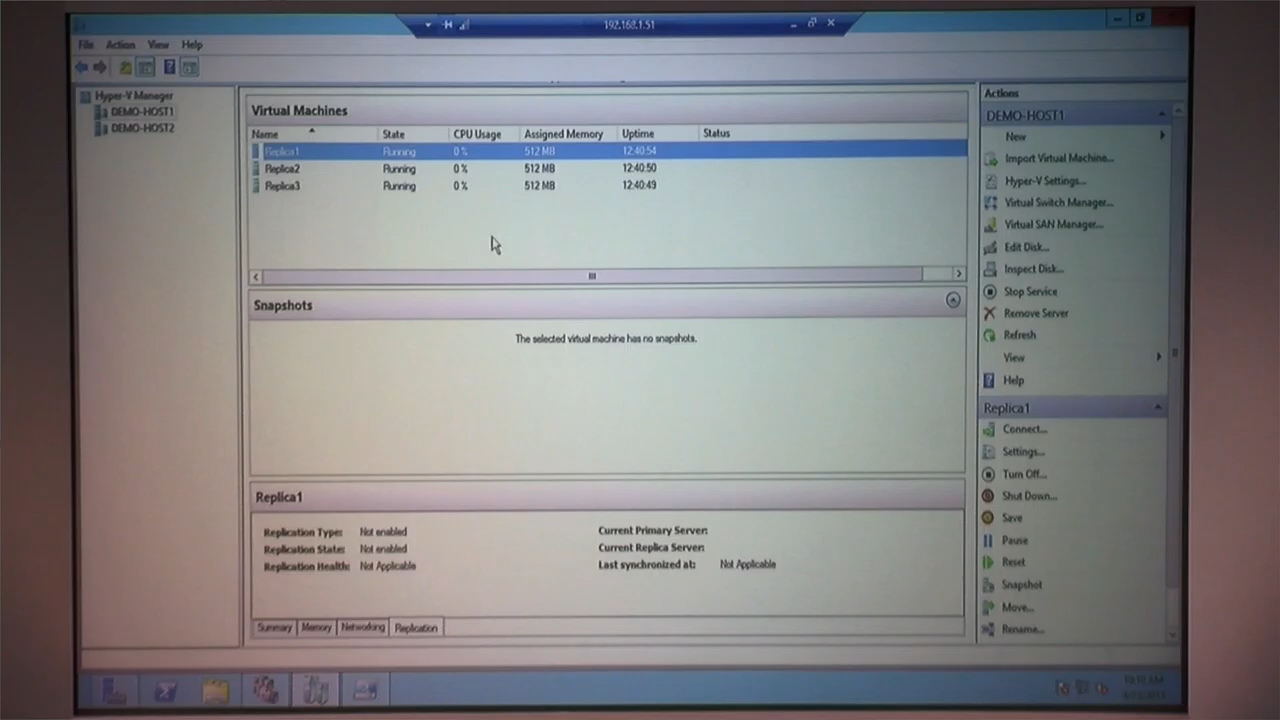 192.168.1.51
File Action View Help
Hyper-V Manager
DEMO-HOST1
DEMO-HOST2
Virtual Machines
Name State CPU Usage Assigned Memory Uptime Status
Replica1 Running 0 % 512 MB 12:40:54
Replica2 Running 0 % 512 MB 12:40:50
Replica3 Running 0 % 512 MB 12:40:49
Snapshots
The selected virtual machine has no snapshots.
Replica1
Replication Type: Not enabled
Replication State: Not enabled
Replication Health: Not Applicable
Current Primary Server:
Current Replica Server:
Last synchronized at: Not Applicable
Summary Memory Networking Replication
Actions
DEMO-HOST1
New
Import Virtual Machine...
Hyper-V Settings...
Virtual Switch Manager...
Virtual SAN Manager...
Edit Disk...
Inspect Disk...
Stop Service
Remove Server
Refresh
View
Help
Replica1
Connect...
Settings...
Turn Off...
Shut Down...
Save
Pause
Reset
Snapshot
Move...
Rename...